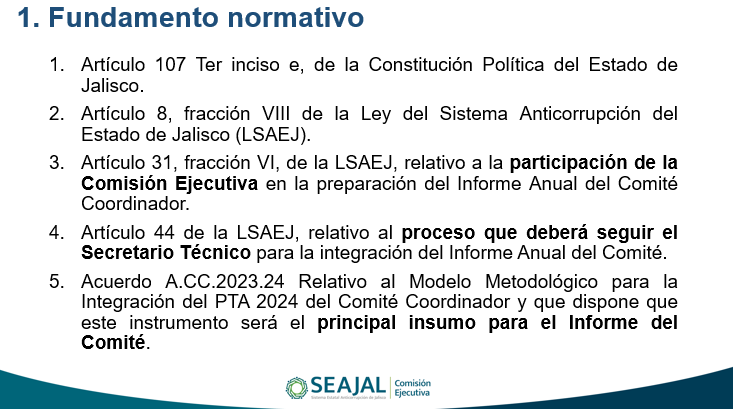 1. Fundamento normativo
1. Artículo 107 Ter inciso e, de la Constitución Política del Estado de
Jalisco.
2. Artículo 8, fracción VIII de la Ley del Sistema Anticorrupción del
Estado de Jalisco (LSAEJ).
3. Artículo 31, fracción VI, de la LSAEJ, relativo a la participación de la
Comisión Ejecutiva en la preparación del Informe Anual del Comité
Coordinador.
4. Artículo 44 de la LSAEJ, relativo al proceso que deberá seguir el
Secretario Técnico para la integración del Informe Anual del Comité.
5. Acuerdo A.CC.2023.24 Relativo al Modelo Metodológico para la
Integración del PTA 2024 del Comité Coordinador y que dispone que
este instrumento será el principal insumo para el Informe del
Comité.
SEAJAL
Sistema Estatal Anticorrupción de Jalisco
Comisión
Ejecutiva